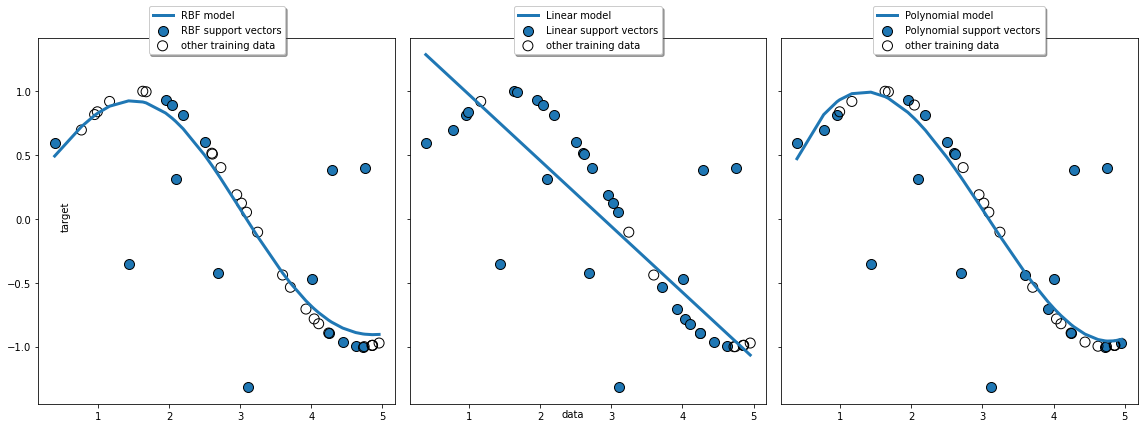 RBF model
RBF support vectors
other training data
Linear model
Linear support vectors
other training data
Polynomial model
Polynomial support vectors
other training data
1.0
0.5
0.0
−0.5
−1.0
target
1 2 3 4 5
1 2 3 4 5
1 2 3 4 5
data